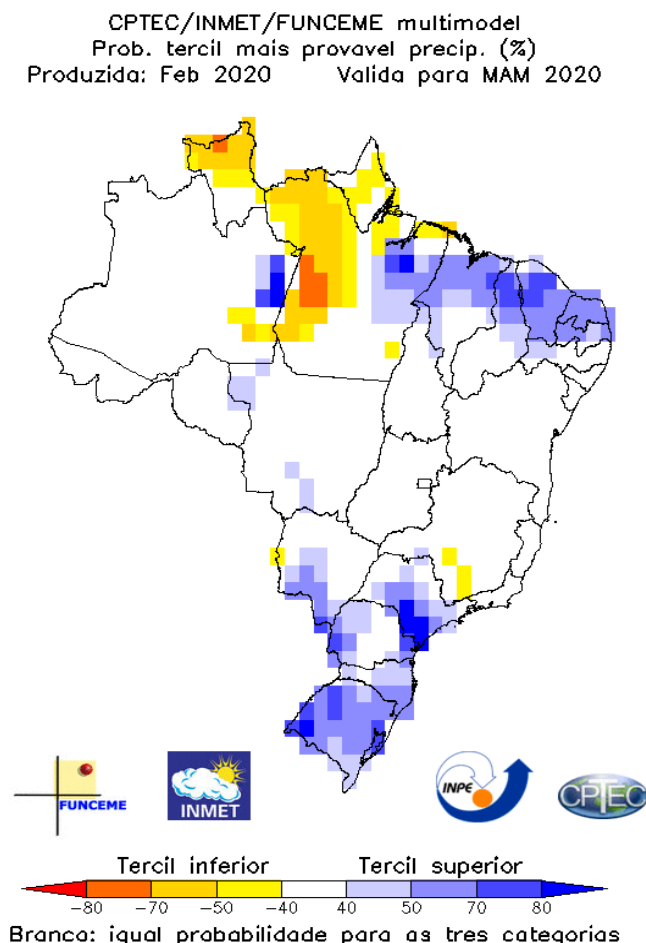 CPTEC/INMET/FUNCEME multimodel
Prob. tercil mais provavel precip. (%)
Produzida: Feb 2020 Valida para MAM 2020
FUNCEME
INMET
INPE
CPTEC
Tercil inferior Tercil superior
-80 -70 -50 -40 40 50 70 80
Branca: igual probabilidade para as tres categorias